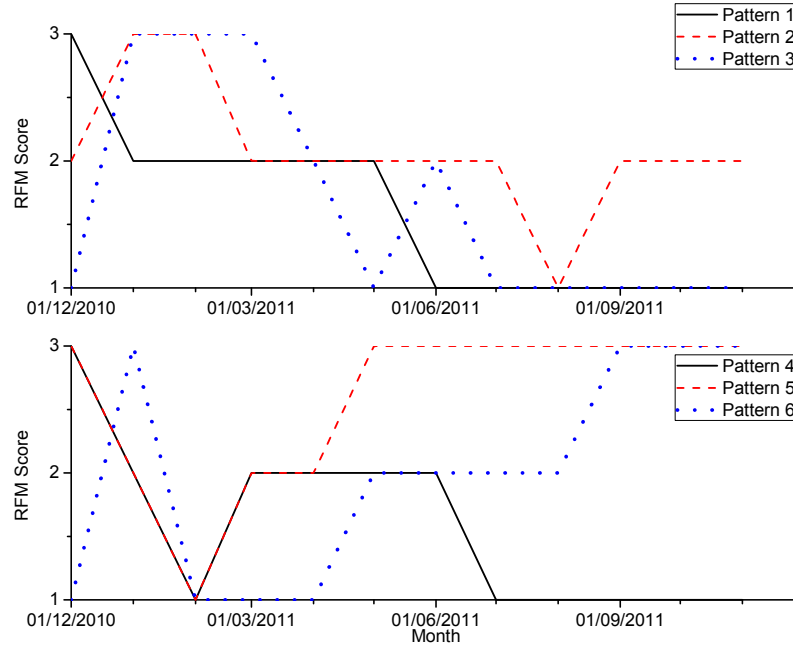 3
2
1
RFM Score
01/12/2010
01/03/2011
01/06/2011
01/09/2011
Pattern 1
Pattern 2
Pattern 3
3
2
1
RFM Score
01/12/2010
01/03/2011
01/06/2011
01/09/2011
Month
Pattern 4
Pattern 5
Pattern 6